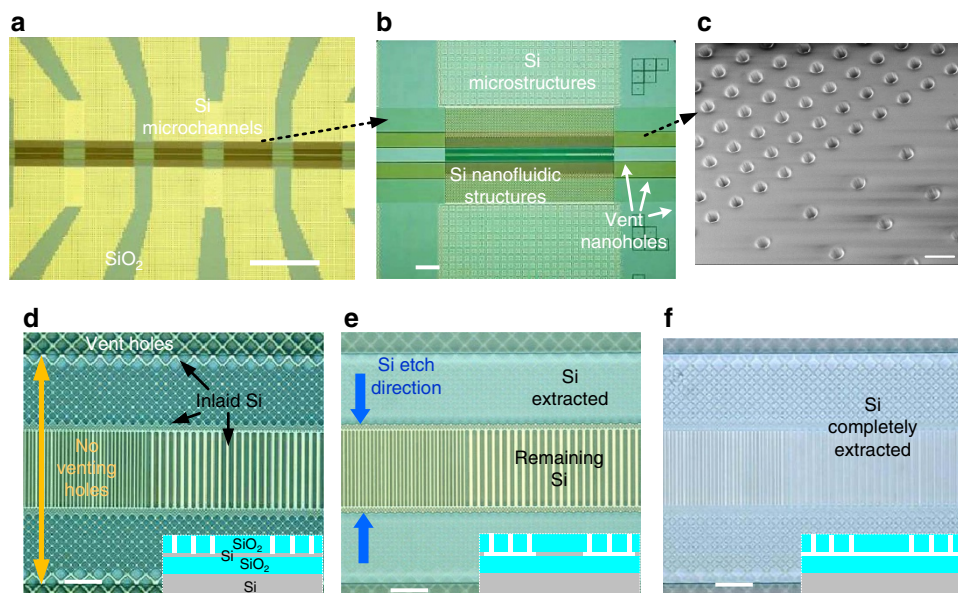 a
Si
microchannels
SiO2
b
Si
microstructures
Si nanofluidic
structures
Vent
nanoholes
c
d
Vent holes
Inlaid Si
No
venting
holes
SiO2
Si
SiO2
Si
e
Si etch
direction
Si
extracted
Remaining
Si
f
Si
completely
extracted